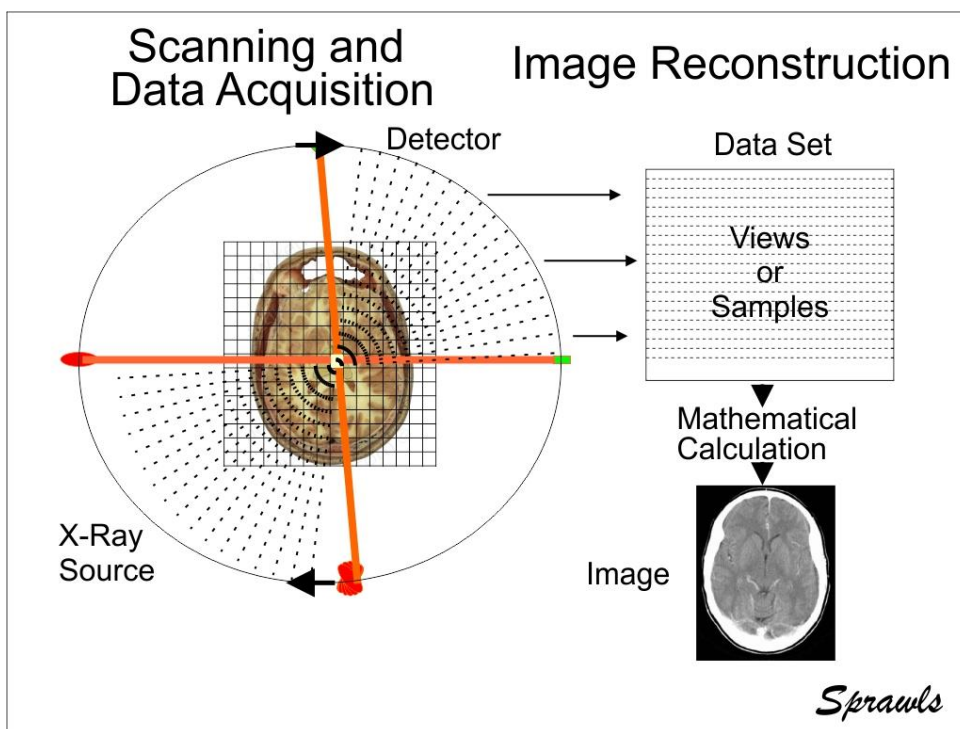 Scanning and
Data Acquisition
Image Reconstruction
Detector
Data Set
Views
or
Samples
Mathematical
Calculation
X-Ray
Source
Image
Sprawls